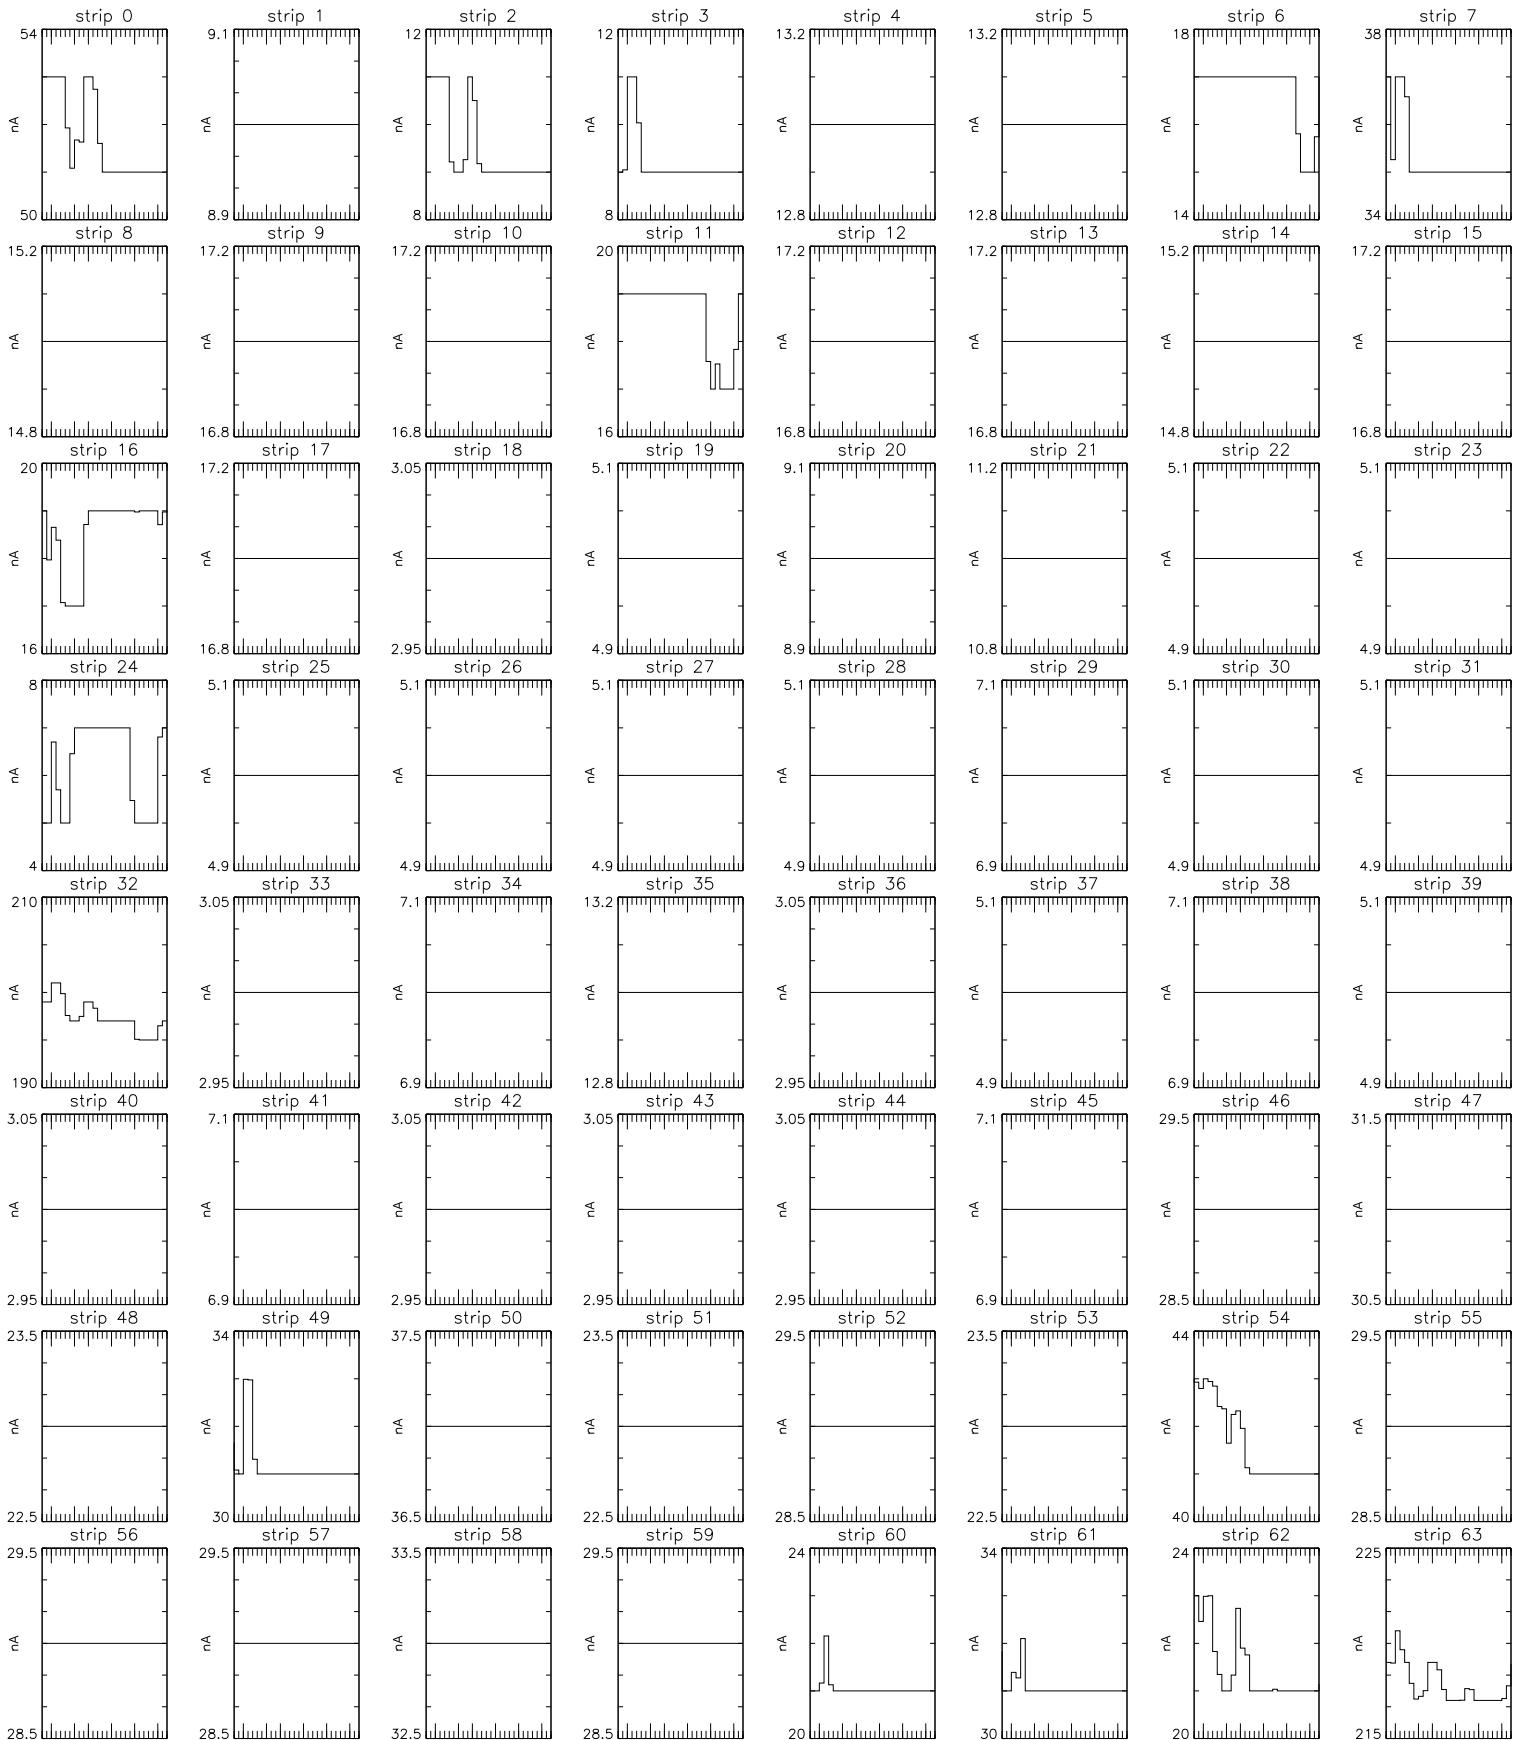 strip 0 strip 1 strip 2 strip 3 strip 4 strip 5 strip 6 strip 7
54 9.1 12 12 13.2 13.2 18 38
nA nA nA nA nA nA nA nA
50 8.9 8 8 12.8 12.8 14 34
strip 8 strip 9 strip 10 strip 11 strip 12 strip 13 strip 14 strip 15
15.2 17.2 17.2 20 17.2 17.2 15.2 17.2
nA nA nA nA nA nA nA nA
14.8 16.8 16.8 16 16.8 16.8 14.8 16.8
strip 16 strip 17 strip 18 strip 19 strip 20 strip 21 strip 22 strip 23
20 17.2 3.05 5.1 9.1 11.2 5.1 5.1
nA nA nA nA nA nA nA nA
16 16.8 2.95 4.9 8.9 10.8 4.9 4.9
strip 24 strip 25 strip 26 strip 27 strip 28 strip 29 strip 30 strip 31
8 5.1 5.1 5.1 5.1 7.1 5.1 5.1
nA nA nA nA nA nA nA nA
4 4.9 4.9 4.9 4.9 6.9 4.9 4.9
strip 32 strip 33 strip 34 strip 35 strip 36 strip 37 strip 38 strip 39
210 3.05 7.1 13.2 3.05 5.1 7.1 5.1
nA nA nA nA nA nA nA nA
190 2.95 6.9 12.8 2.95 4.9 6.9 4.9
strip 40 strip 41 strip 42 strip 43 strip 44 strip 45 strip 46 strip 47
3.05 7.1 3.05 3.05 3.05 7.1 29.5 31.5
nA nA nA nA nA nA nA nA
2.95 6.9 2.95 2.95 2.95 6.9 28.5 30.5
strip 48 strip 49 strip 50 strip 51 strip 52 strip 53 strip 54 strip 55
23.5 34 37.5 23.5 29.5 23.5 44 29.5
nA nA nA nA nA nA nA nA
22.5 30 36.5 22.5 28.5 22.5 40 28.5
strip 56 strip 57 strip 58 strip 59 strip 60 strip 61 strip 62 strip 63
29.5 29.5 33.5 29.5 24 34 24 225
nA nA nA nA nA nA nA nA
28.5 28.5 32.5 28.5 20 30 20 215